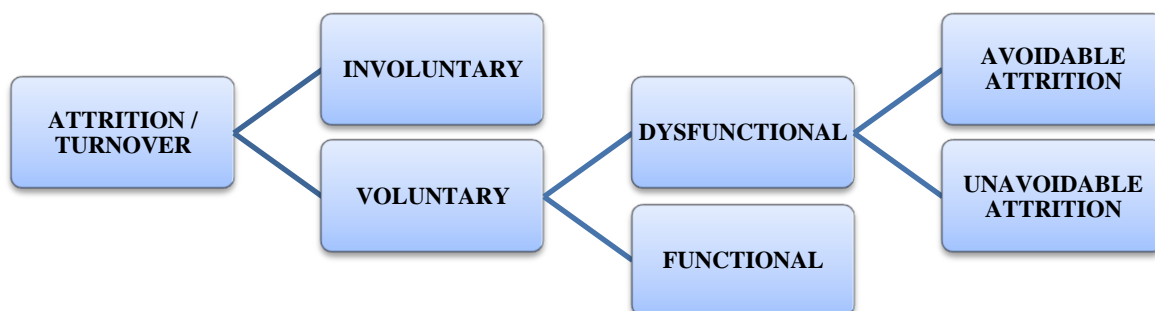 ATTRITION /
TURNOVER
INVOLUNTARY
VOLUNTARY
DYSFUNCTIONAL
FUNCTIONAL
AVOIDABLE
ATTRITION
UNAVOIDABLE
ATTRITION